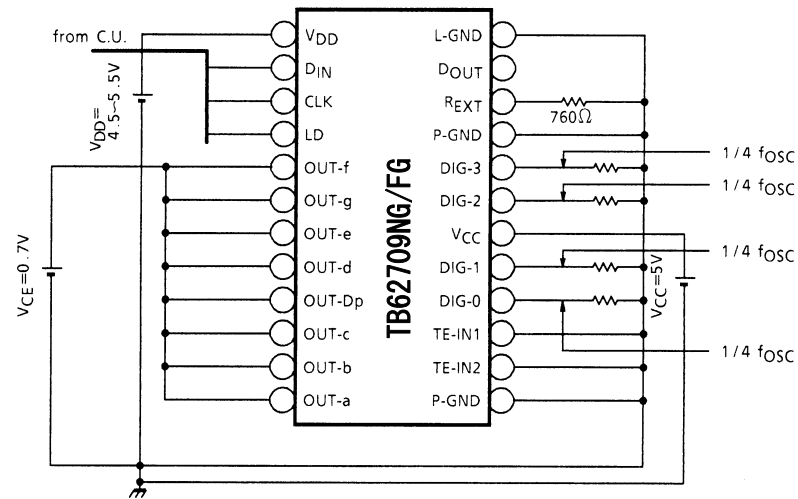 from C.U.
VDD=
4.5~5.5V
VCE=0.7V
VDD
DIN
CLK
LD
OUT-f
OUT-g
OUT-e
OUT-d
OUT-Dp
OUT-c
OUT-b
OUT-a
TB62709NG/FG
L-GND
DOUT
REXT
P-GND
DIG-3
DIG-2
VCC
DIG-1
DIG-0
TE-IN1
TE-IN2
P-GND
760Ω
1/4 fOSC
1/4 fOSC
1/4 fOSC
VCC=5V
1/4 fOSC